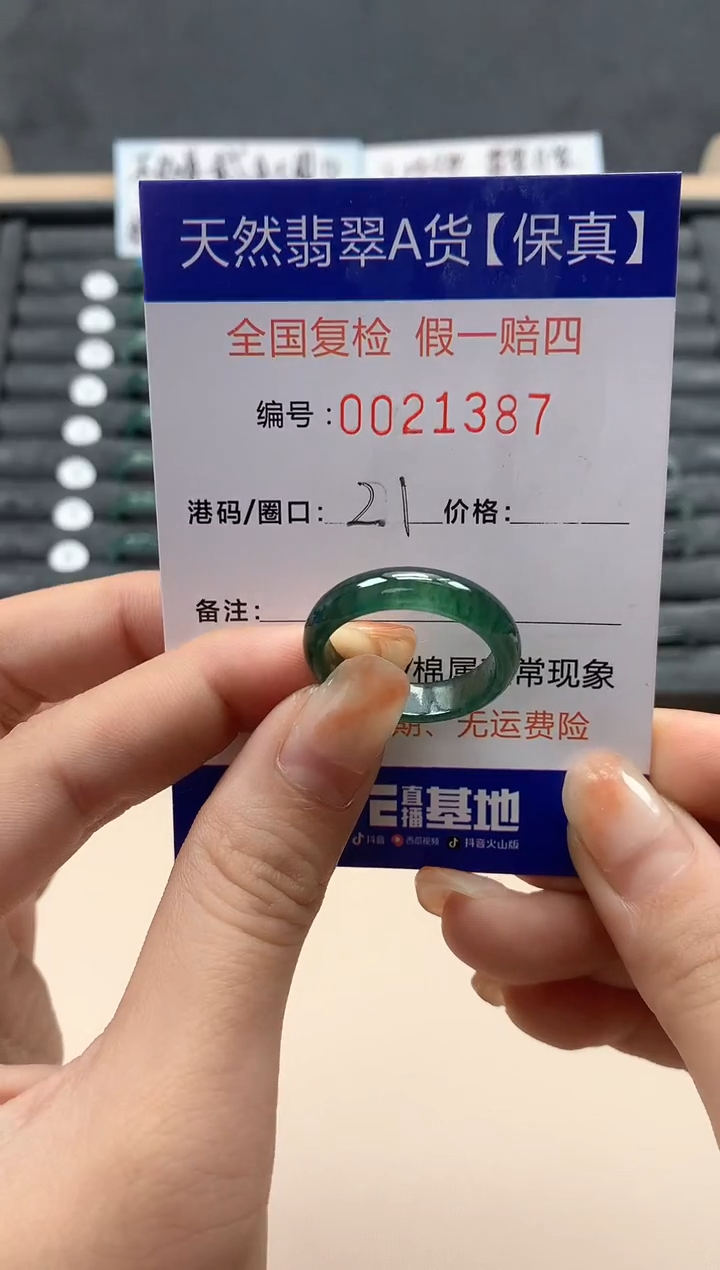 天然翡翠A货【保真】
全国复检 假一赔四
编号:0021387
港码/圈口: 21 价格:
备注:
棉属 常现象
期、无运费险
直播基地
抖音 西瓜视频 抖音火山版